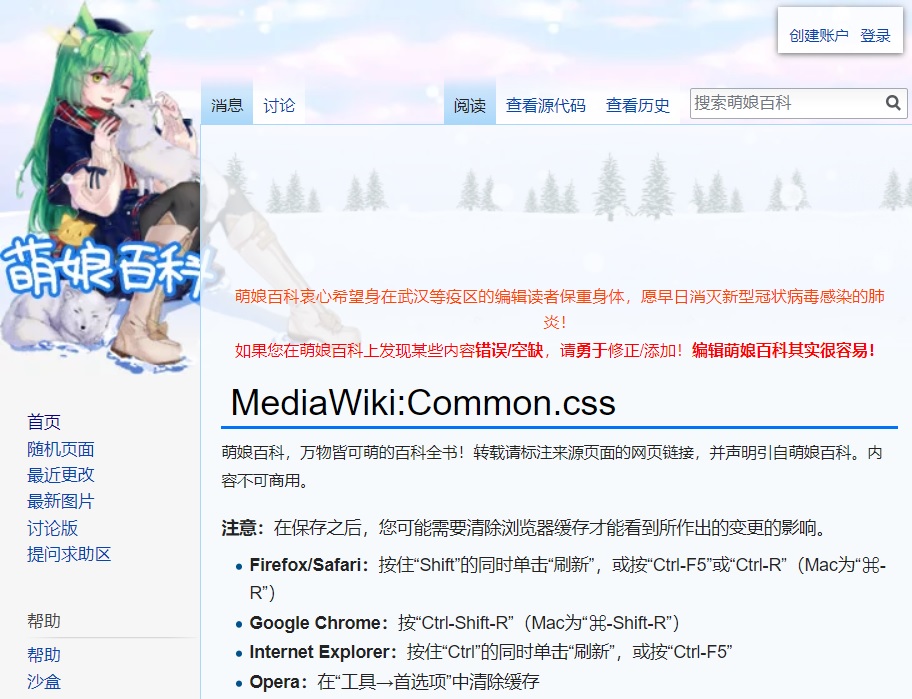 创建账户 登录
消息 讨论 阅读 查看源代码 查看历史 搜索萌娘百科
萌娘百科
萌娘百科衷心希望身在武汉等疫区的编辑读者保重身体，愿早日消灭新型冠状病毒感染的肺
炎！
如果您在萌娘百科上发现某些内容错误/空缺，请勇于修正/添加！编辑萌娘百科其实很容易！
MediaWiki:Common.css
萌娘百科，万物皆可萌的百科全书！转载请标注来源页面的网页链接，并声明引自萌娘百科。内
容不可商用。
注意：在保存之后，您可能需要清除浏览器缓存才能看到所作出的变更的影响。
Firefox/Safari：按住“Shift”的同时单击“刷新”，或按“Ctrl-F5”或“Ctrl-R”（Mac为“⌘-
R”）
Google Chrome：按“Ctrl-Shift-R”（Mac为“⌘-Shift-R”）
Internet Explorer：按住“Ctrl”的同时单击“刷新”，或按“Ctrl-F5”
Opera：在“工具→首选项”中清除缓存
首页
随机页面
最近更改
最新图片
讨论版
提问求助区
帮助
帮助
沙盒